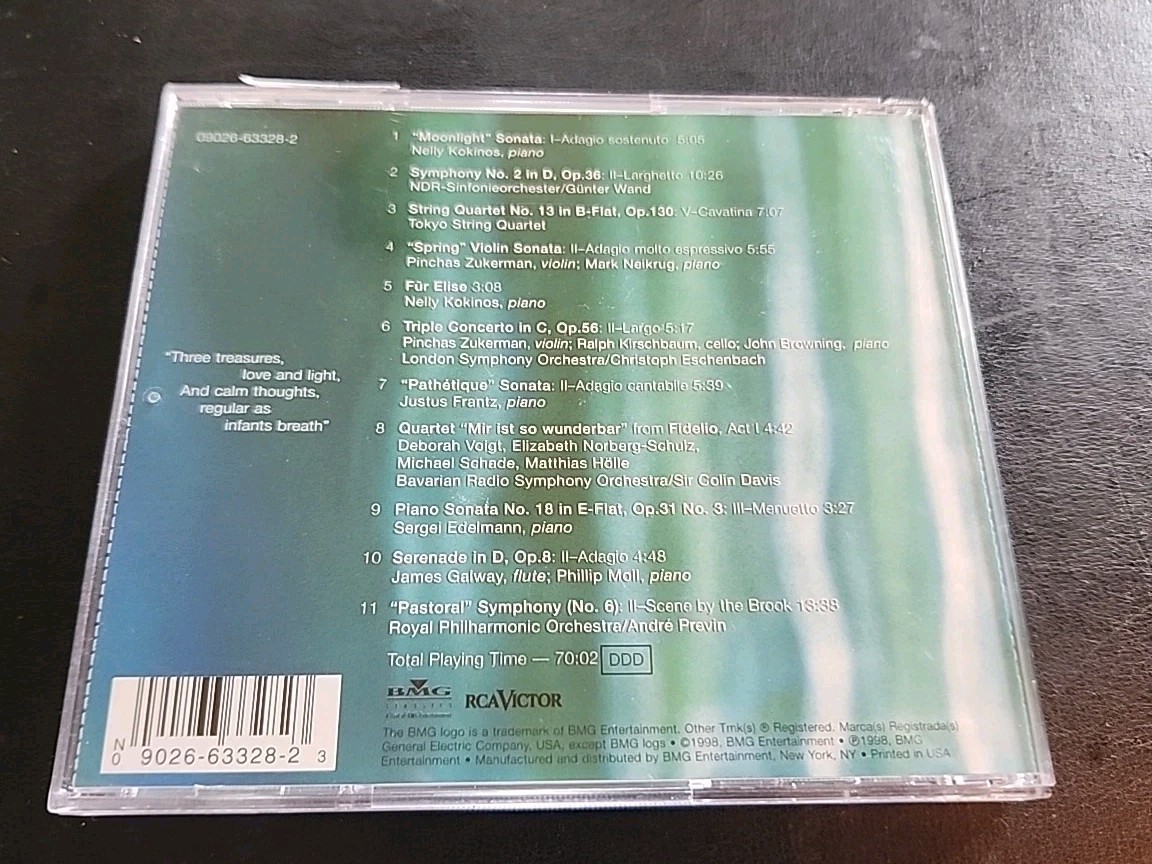 09026-63328-2
1 “Moonlight” Sonata: I–Adagio sostenuto 5:05
Nelly Kokinos, piano
2 Symphony No. 2 in D, Op.36: II–Larghetto 10:26
NDR-Sinfonieorchester/Günter Wand
3 String Quartet No. 13 in B-Flat, Op.130: V–Cavatina 7:07
Tokyo String Quartet
4 “Spring” Violin Sonata: II–Adagio molto espressivo 5:55
Pinchas Zukerman, violin; Mark Neikrug, piano
5 Für Elise 3:08
Nelly Kokinos, piano
6 Triple Concerto in C, Op.56: II–Largo 5:17
Pinchas Zukerman, violin; Ralph Kirschbaum, cello; John Browning, piano
London Symphony Orchestra/Christoph Eschenbach
7 “Pathétique” Sonata: II–Adagio cantabile 5:39
Justus Frantz, piano
8 Quartet “Mir ist so wunderbar” from Fidelio, Act I 4:42
Deborah Voigt, Elizabeth Norberg-Schulz,
Michael Schade, Matthias Hölle
Bavarian Radio Symphony Orchestra/Sir Colin Davis
9 Piano Sonata No. 18 in E-Flat, Op.31 No. 3: III–Menuetto 3:27
Sergei Edelmann, piano
10 Serenade in D, Op.8: II–Adagio 4:48
James Galway, flute; Phillip Moll, piano
11 “Pastoral” Symphony (No. 6): II–Scene by the Brook 13:38
Royal Philharmonic Orchestra/André Previn
Total Playing Time — 70:02 DDD
“Three treasures,
love and light,
And calm thoughts,
regular as
infants breath”
BMG
CLASSICS
RCA VICTOR
The BMG logo is a trademark of BMG Entertainment. Other Tmk(s) ® Registered. Marca(s) Registrada(s)
General Electric Company, USA, except BMG logo • ©1998, BMG Entertainment • ℗1998, BMG
Entertainment • Manufactured and distributed by BMG Entertainment, New York, NY • Printed in USA
N
0 9026-63328-2 3